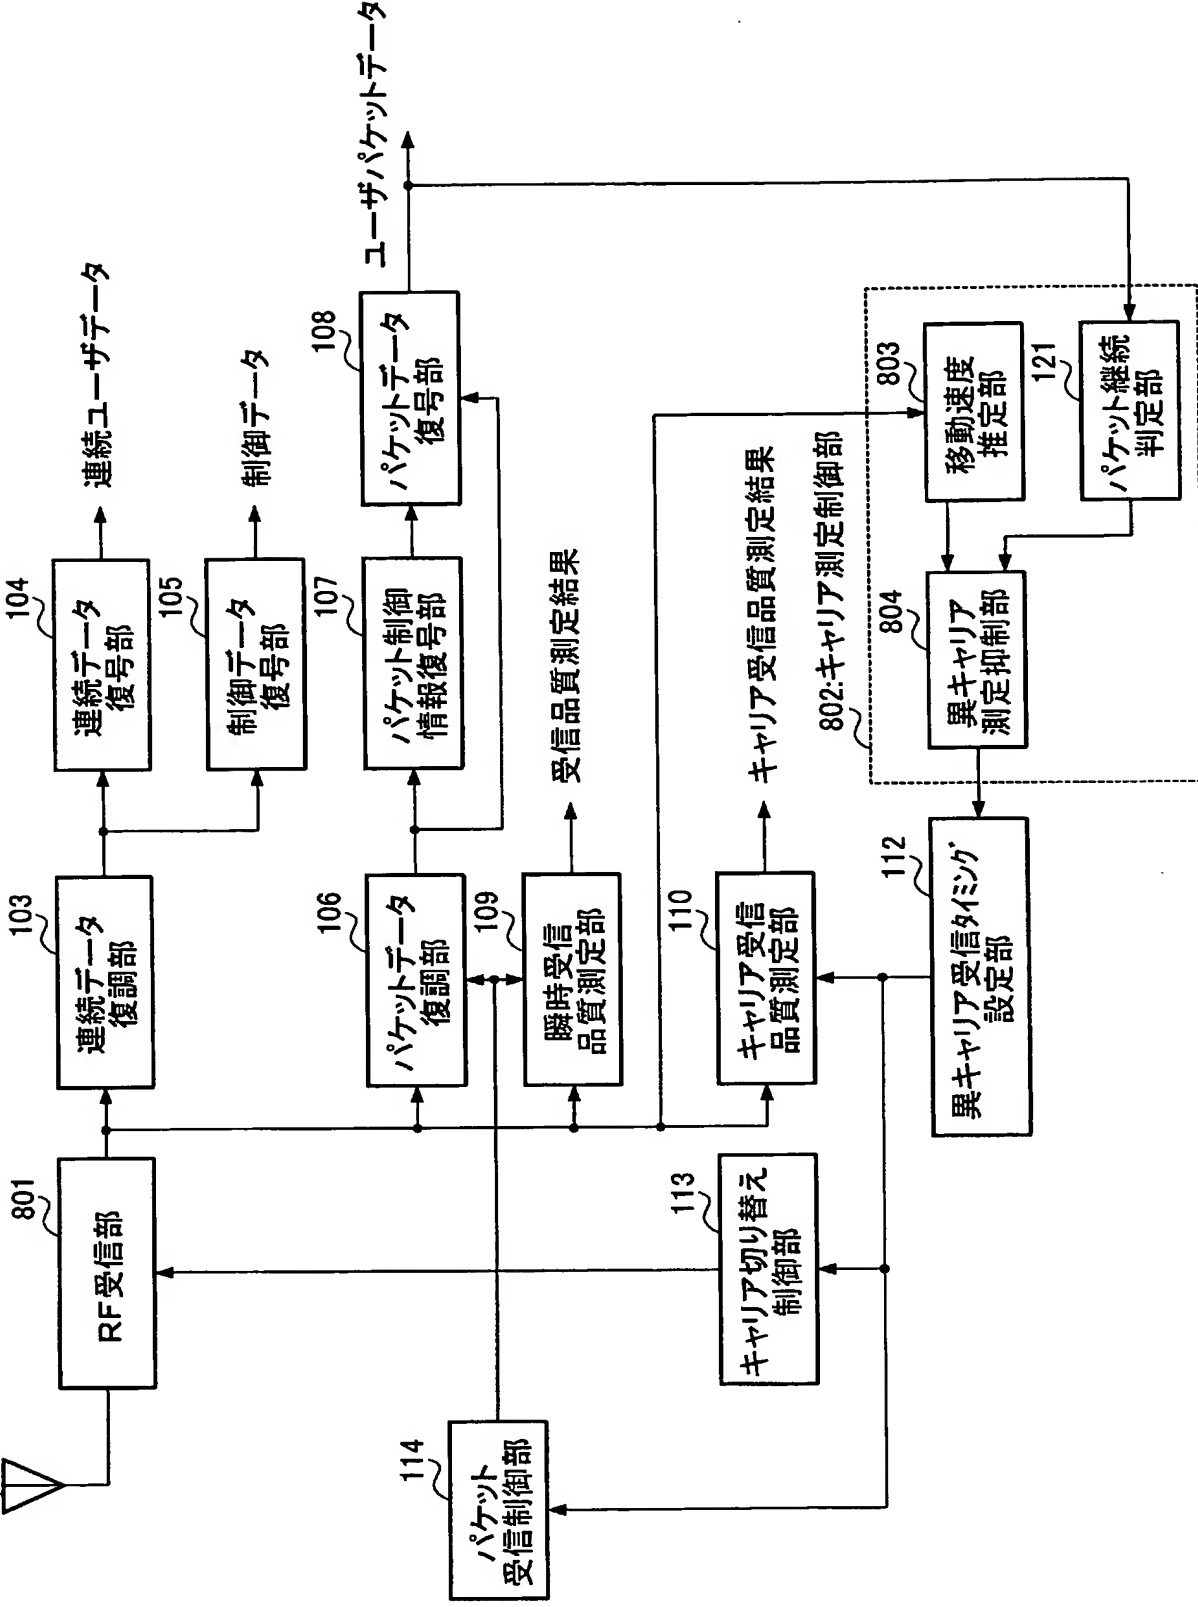 801
RF受信部
103
連続データ
復調部
104
連続データ
復号部
連続ユーザデータ
105
制御データ
復号部
制御データ
106
パケットデータ
復調部
107
パケット制御
情報復号部
108
パケットデータ
復号部
ユーザパケットデータ
109
瞬時受信
品質測定部
受信品質測定結果
110
キャリア受信
品質測定部
キャリア受信品質測定結果
114
パケット
受信制御部
113
キャリア切り替え
制御部
112
異キャリア受信タイミング
設定部
802:キャリア測定制御部
804
異キャリア
測定抑制部
803
移動速度
推定部
121
パケット継続
判定部